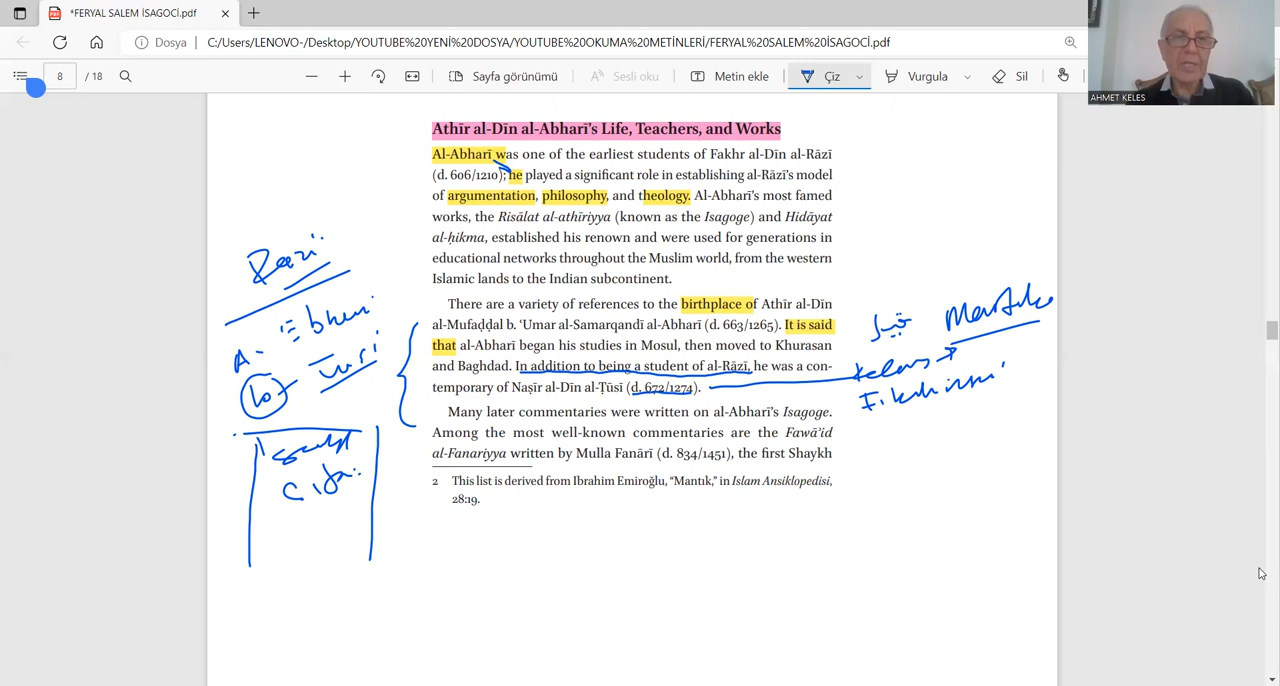 *FERYAL SALEM İSAGOCİ.pdf
Dosya C:/Users/LENOVO-/Desktop/YOUTUBE%20YENİ%20DOSYA/YOUTUBE%20OKUMA%20METİNLERİ/FERYAL%20SALEM%20İSAGOCİ.pdf
8 / 18 Sayfa görünümü Sesli oku Metin ekle Çiz Vurgula Sil
AHMET KELES
Athīr al-Dīn al-Abharī’s Life, Teachers, and Works
Al-Abharī was one of the earliest students of Fakhr al-Dīn al-Rāzī
(d. 606/1210); he played a significant role in establishing al-Rāzī’s model
of argumentation, philosophy, and theology. Al-Abharī’s most famed
works, the Risālat al-athīriyya (known as the Isagoge) and Hidāyat
al-ḥikma, established his renown and were used for generations in
educational networks throughout the Muslim world, from the western
Islamic lands to the Indian subcontinent.
There are a variety of references to the birthplace of Athīr al-Dīn
al-Mufaḍḍal b. ʿUmar al-Samarqandī al-Abharī (d. 663/1265). It is said
that al-Abharī began his studies in Mosul, then moved to Khurasan
and Baghdad. In addition to being a student of al-Rāzī, he was a con-
temporary of Naṣīr al-Dīn al-Ṭūsī (d. 672/1274).
Many later commentaries were written on al-Abharī’s Isagoge.
Among the most well-known commentaries are the Fawāʾid
al-Fanariyya written by Mulla Fanārī (d. 834/1451), the first Shaykh
2 This list is derived from Ibrahim Emiroğlu, “Mantık,” in Islam Ansiklopedisi,
28:19.
Razi